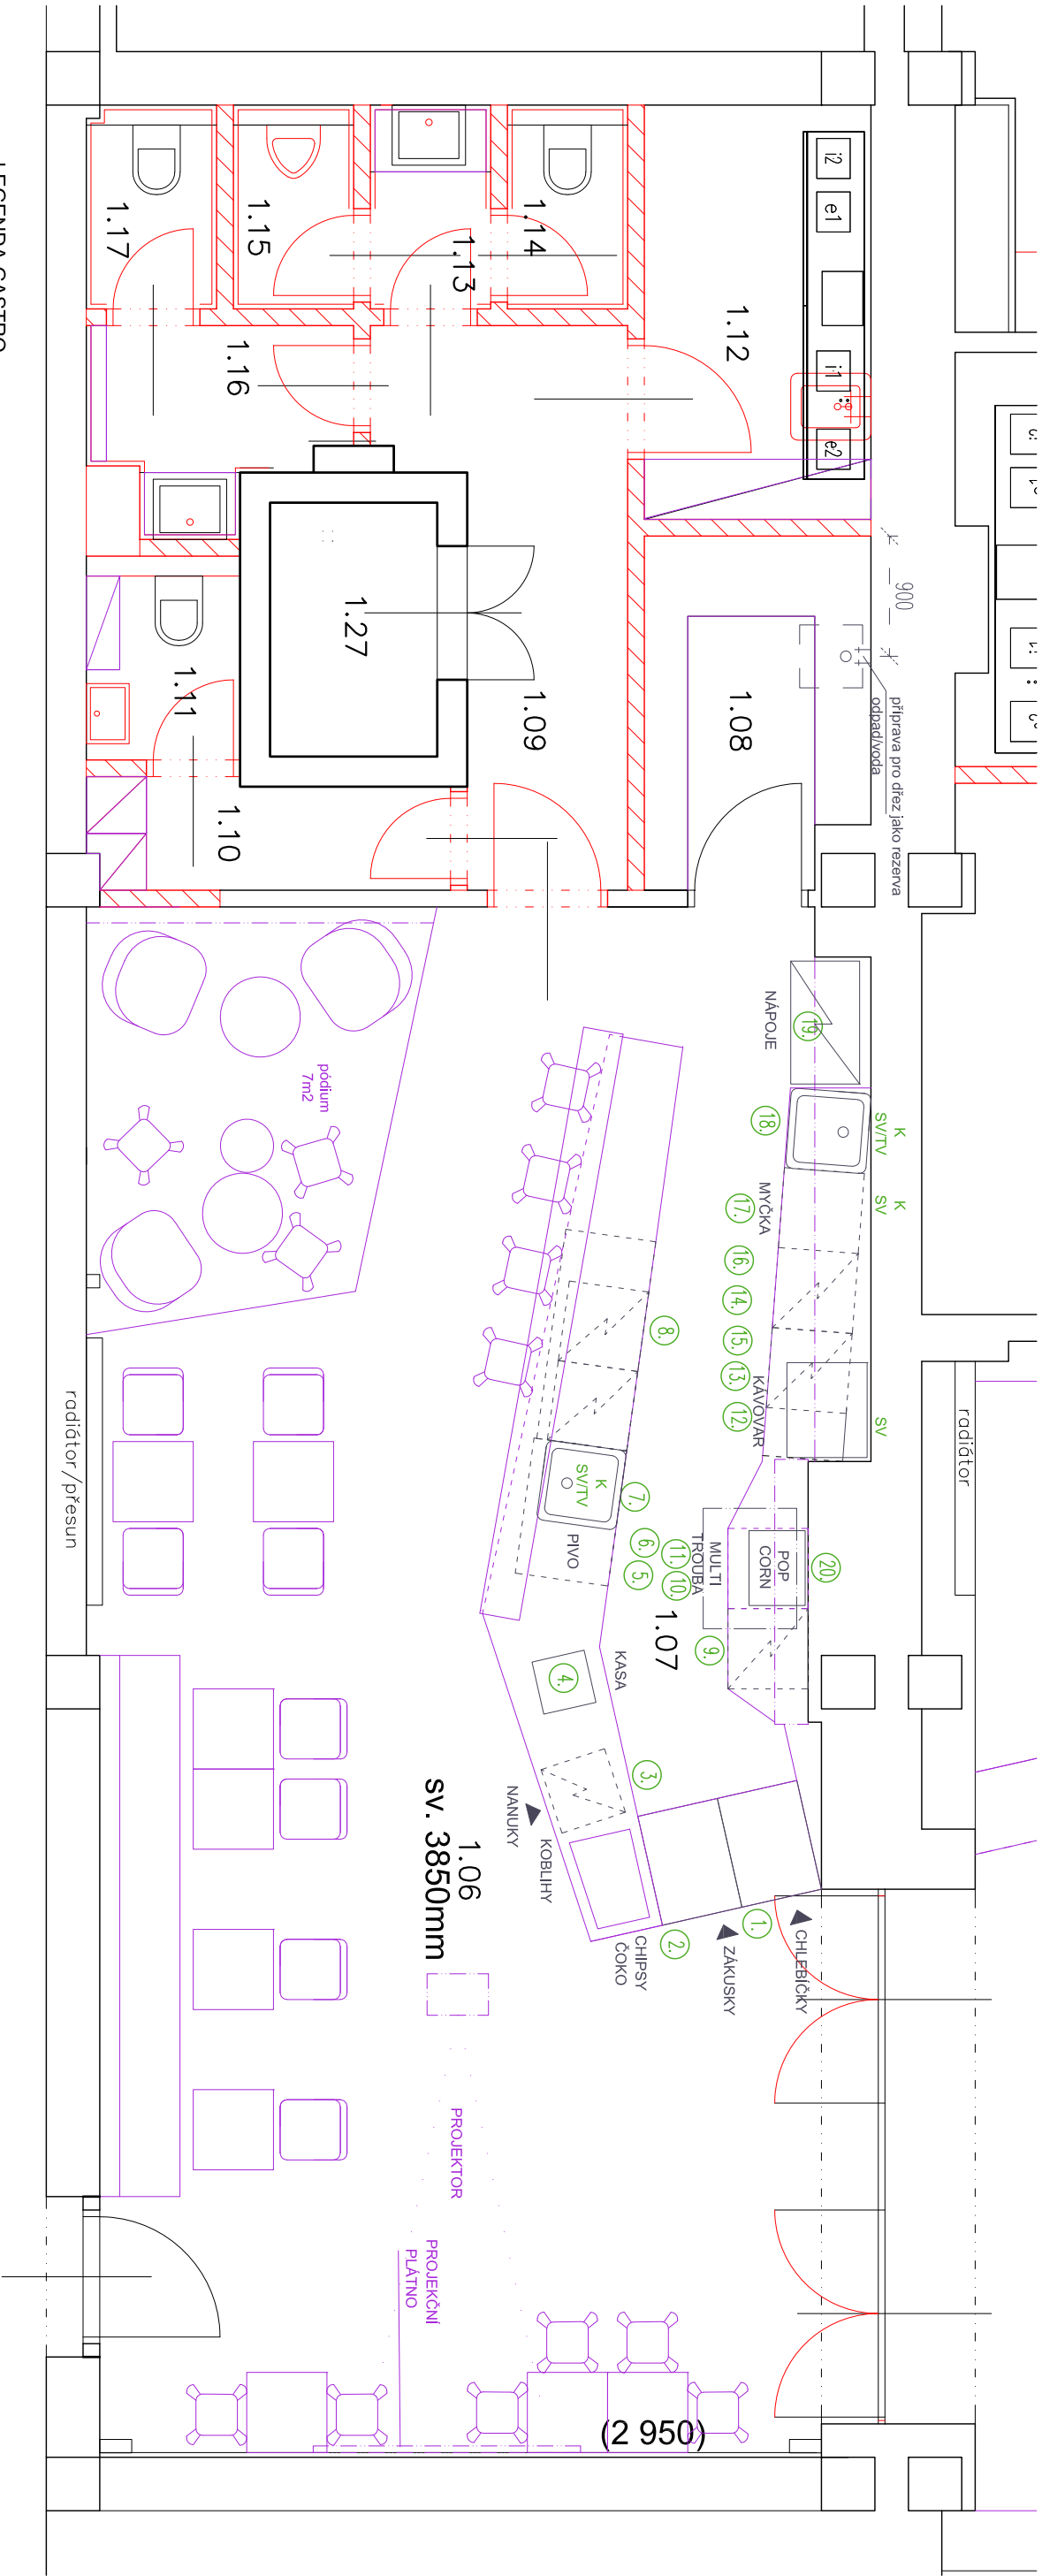 LEGENDA GASTRO
1.17
1.15
1.13
1.14
1.12
1.16
i2
e1
i1
e2
1.27
1.09
1.08
1.11
1.10
900
příprava pro dřez jako rezerva
odpad/voda
pódium
7m2
NÁPOJE
19.
18.
K
SV/TV
K
SV
MYČKA
17.
16.
14.
15.
13.
12.
KÁVOVAR
SV
8.
7.
K
SV/TV
PIVO
6.
5.
11.
10.
MULTI
TROUBA
POP
CORN
20.
9.
1.07
radiátor
radiátor/přesun
KASA
4.
3.
NANUKY
KOBLIHY
CHIPSY
ČOKO
2.
1.
ZÁKUSKY
CHLEBÍČKY
1.06
sv. 3850mm
PROJEKTOR
PROJEKČNÍ
PLÁTNO
(2 950)